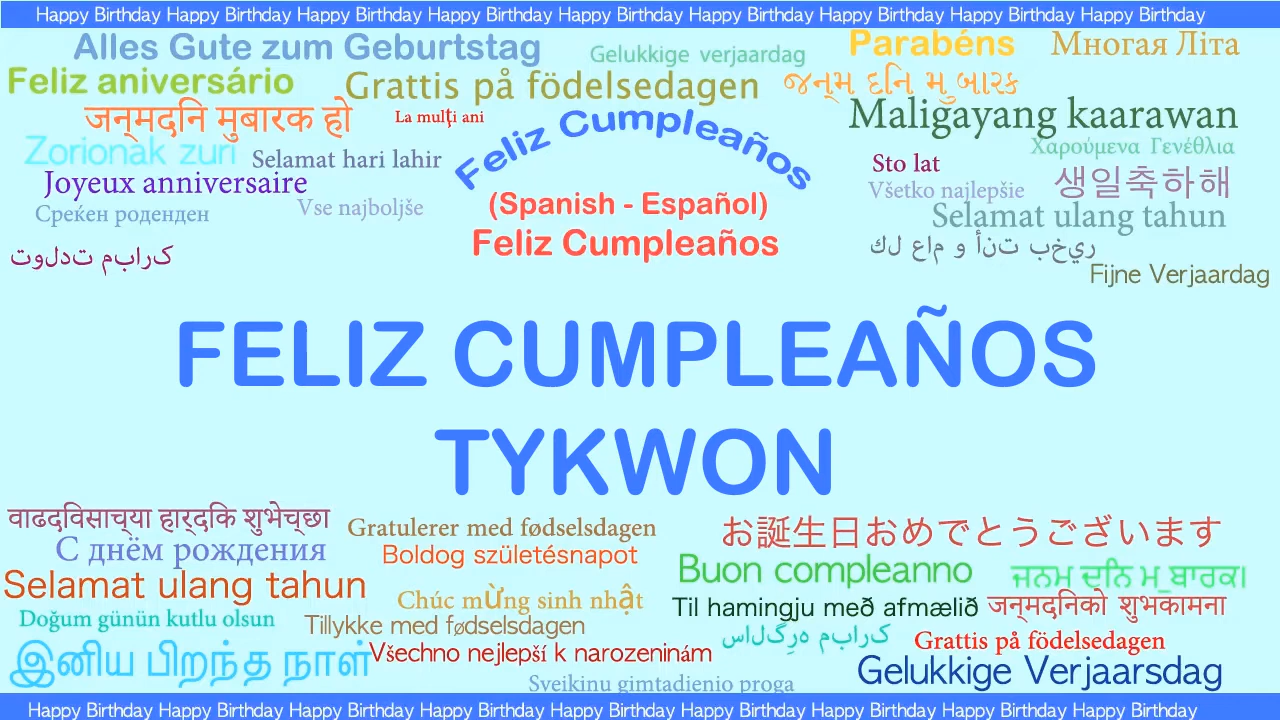 Happy Birthday Happy Birthday Happy Birthday Happy Birthday Happy Birthday Happy Birthday Happy Birthday Happy Birthday Happy Birthday
Alles Gute zum Geburtstag
Gelukkige verjaardag
Parabéns
Многая Літа
Feliz aniversário
Grattis på födelsedagen
જન્મ દિન મુબારક
जन्मदिन मुबारक हो
La mulţi ani
Feliz Cumpleaños
Maligayang kaarawan
Zorionak zuri
Selamat hari lahir
Sto lat
Χαρούμενα Γενέθλια
Joyeux anniversaire
Vse najboljše
(Spanish - Español)
Všetko najlepšie
생일축하해
Среќен роденден
Feliz Cumpleaños
Selamat ulang tahun
تولدت مبارک
كل عام و أنت بخير
Fijne Verjaardag
FELIZ CUMPLEAÑOS
TYKWON
वाढदिवसाच्या हार्दिक शुभेच्छा
Gratulerer med fødselsdagen
お誕生日おめでとうございます
С днём рождения
Boldog születésnapot
Buon compleanno
ਜਨਮ ਦਿਨ ਮੁਬਾਰਕ।
Selamat ulang tahun
Chúc mừng sinh nhật
Til hamingju með afmælið
जन्मदिनको शुभकामना
Doğum günün kutlu olsun
Tillykke med fødselsdagen
سالگرہ مبارک
Grattis på födelsedagen
இனிய பிறந்த நாள்
Všechno nejlepší k narozeninám
Gelukkige Verjaarsdag
Sveikinu gimtadienio proga
Happy Birthday Happy Birthday Happy Birthday Happy Birthday Happy Birthday Happy Birthday Happy Birthday Happy Birthday Happy Birthday